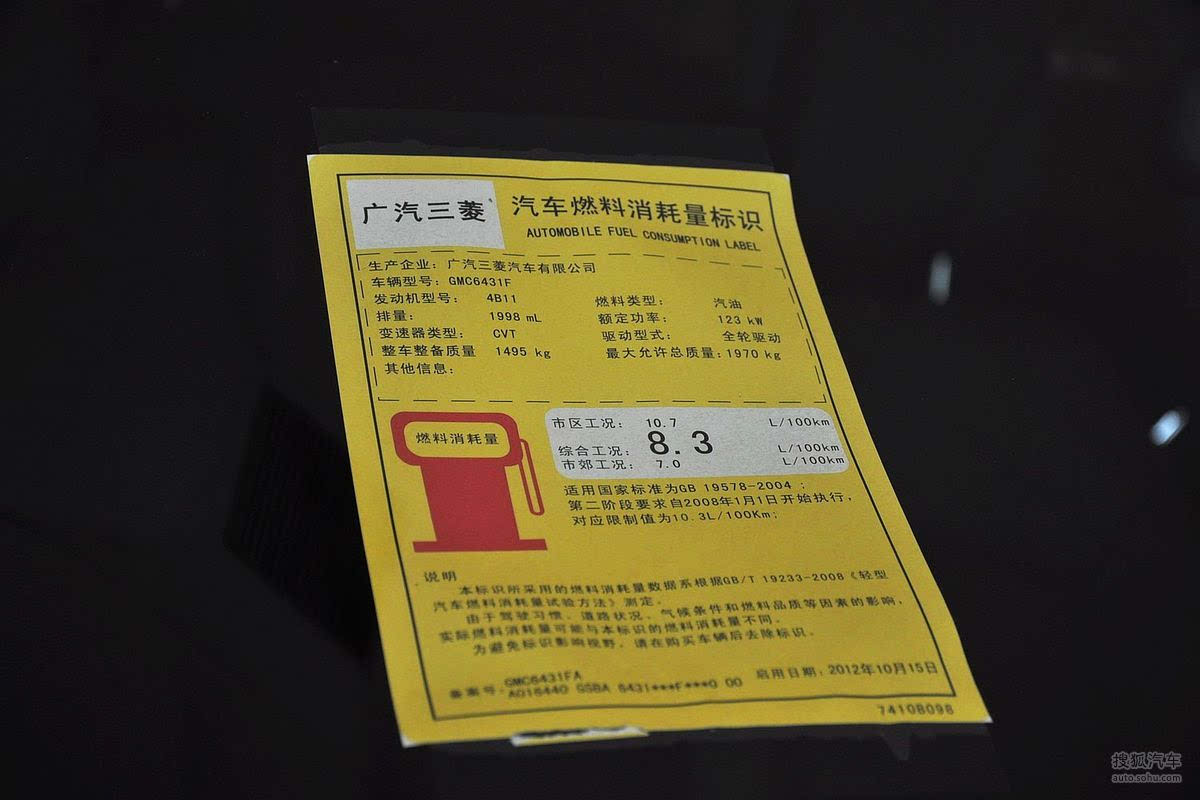 广汽三菱
汽车燃料消耗量标识
AUTOMOBILE FUEL CONSUMPTION LABEL
生产企业: 广汽三菱汽车有限公司
车辆型号: GMC6431F
发动机型号: 4B11 燃料类型: 汽油
排量: 1998 mL 额定功率: 123 kW
变速器类型: CVT 驱动型式: 全轮驱动
整车整备质量 1495 kg 最大允许总质量: 1970 kg
其他信息:
燃料消耗量
市区工况: 10.7 L/100km
综合工况: 8.3 L/100km
市郊工况: 7.0 L/100km
适用国家标准为GB 19578-2004 ;
第二阶段要求自2008年1月1日开始执行,
对应限制值为10.3L/100Km;
说明
本标识所采用的燃料消耗量数据系根据GB/T 19233-2008《轻型
汽车燃料消耗量试验方法》测定。
由于驾驶习惯、道路状况、气候条件和燃料品质等因素的影响,
实际燃料消耗量可能与本标识的燃料消耗量不同。
为避免标识影响视野, 请在购买车辆后去除标识.
GMC6431FA
备案号: A016440 GSBA 6431***F***0 00 启用日期: 2012年10月15日
7410B098
搜狐汽车
auto.sohu.com